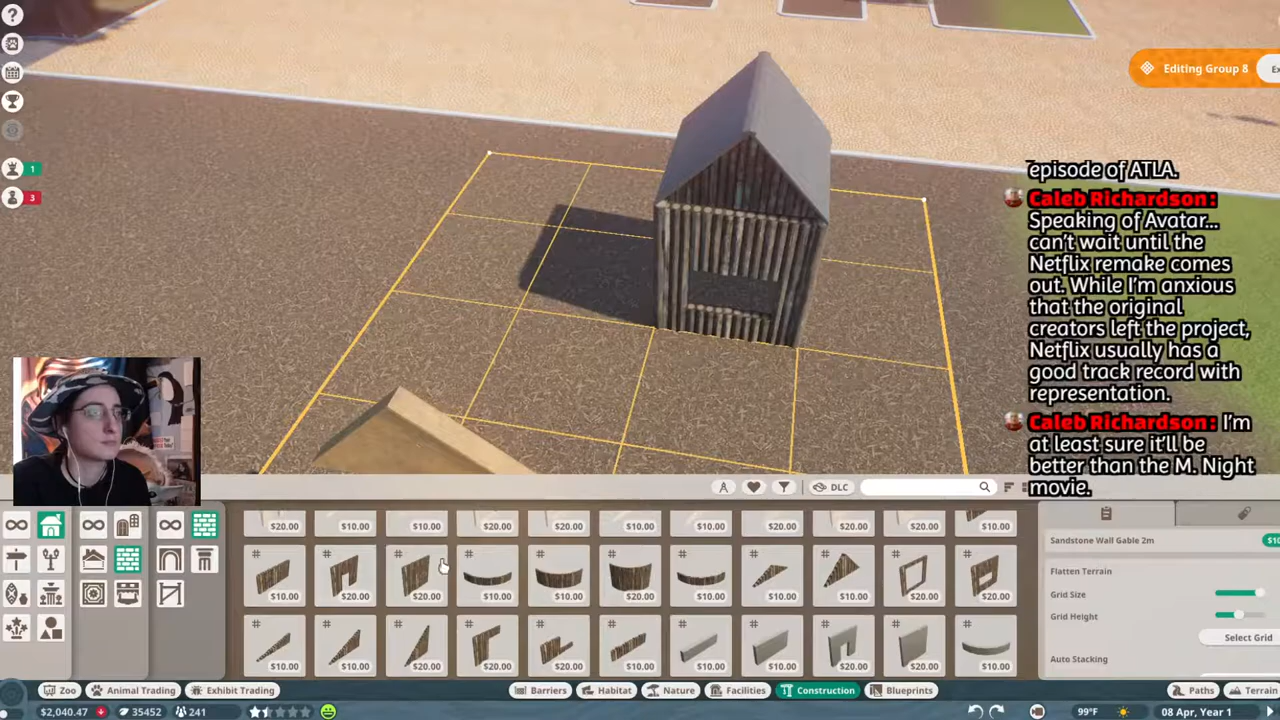 ?
Editing Group 8
Ex
1
3
episode of ATLA.
Caleb Richardson:
Speaking of Avatar...
can't wait until the
Netflix remake comes
out. While I'm anxious
that the original
creators left the project,
Netflix usually has a
good track record with
representation.
Caleb Richardson: I'm
at least sure it'll be
better than the M. Night
movie.
DLC
$20.00 $10.00 $10.00 $20.00 $20.00 $10.00 $10.00 $20.00 $20.00 $20.00 $10.00
$10.00 $20.00 $20.00 $10.00 $10.00 $20.00 $10.00 $10.00 $10.00 $20.00 $20.00
$10.00 $10.00 $20.00 $20.00 $20.00 $10.00 $10.00 $10.00 $20.00 $20.00 $10.00
Sandstone Wall Gable 2m $10
Flatten Terrain
Grid Size
Grid Height
Select Grid
Auto Stacking
Zoo Animal Trading Exhibit Trading Barriers Habitat Nature Facilities Construction Blueprints Paths Terrain
$2,040.47 35452 241 99°F 08 Apr, Year 1